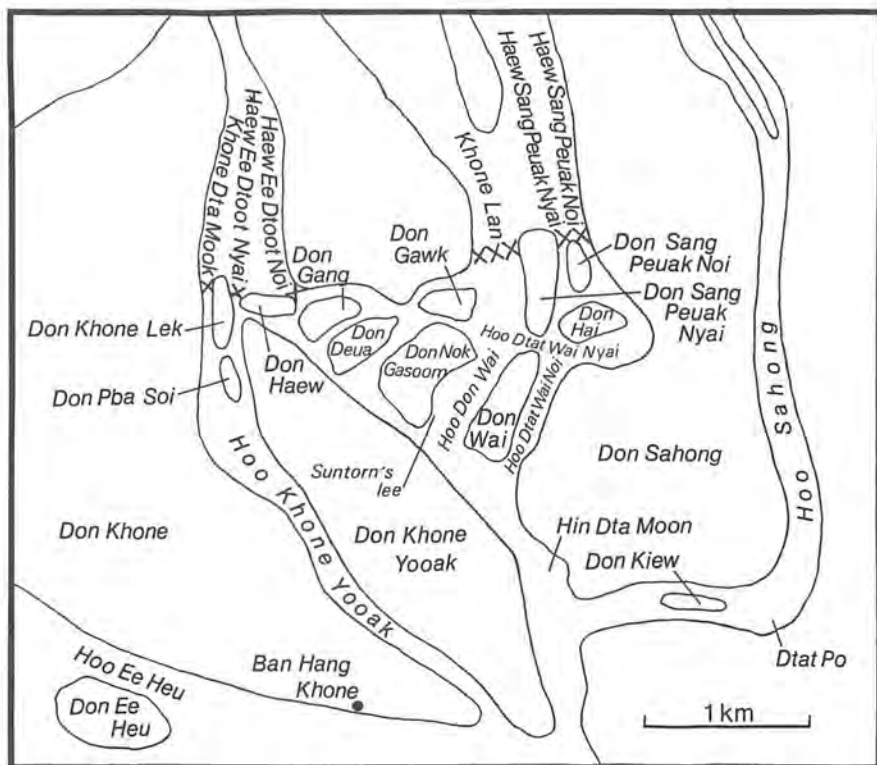 Khone Dta Mook
Haew Ee Dtoot Nyai
Haew Ee Dtoot Noi
Khone Lan
Haew Sang Peuak Nyai
Haew Sang Peuak Noi
Don
Gang
Don
Gawk
Don Sang
Peuak Noi
Don Sang
Peuak
Nyai
Don Khone Lek
Don
Haew
Don
Deua
Don Nok
Gasoom
Hoo Dtat Wai Nyai
Don
Hai
Don Pba Soi
Hoo Don Wai
Don
Wai
Hoo Dtat Wai Noi
Hoo Sahong
Suntorn's
lee
Don Sahong
Hoo Khone Yooak
Don Khone
Don Khone
Yooak
Hin Dta Moon
Don Kiew
Dtat Po
Hoo Ee Heu
Ban Hang
Khone
Don Ee
Heu
1km